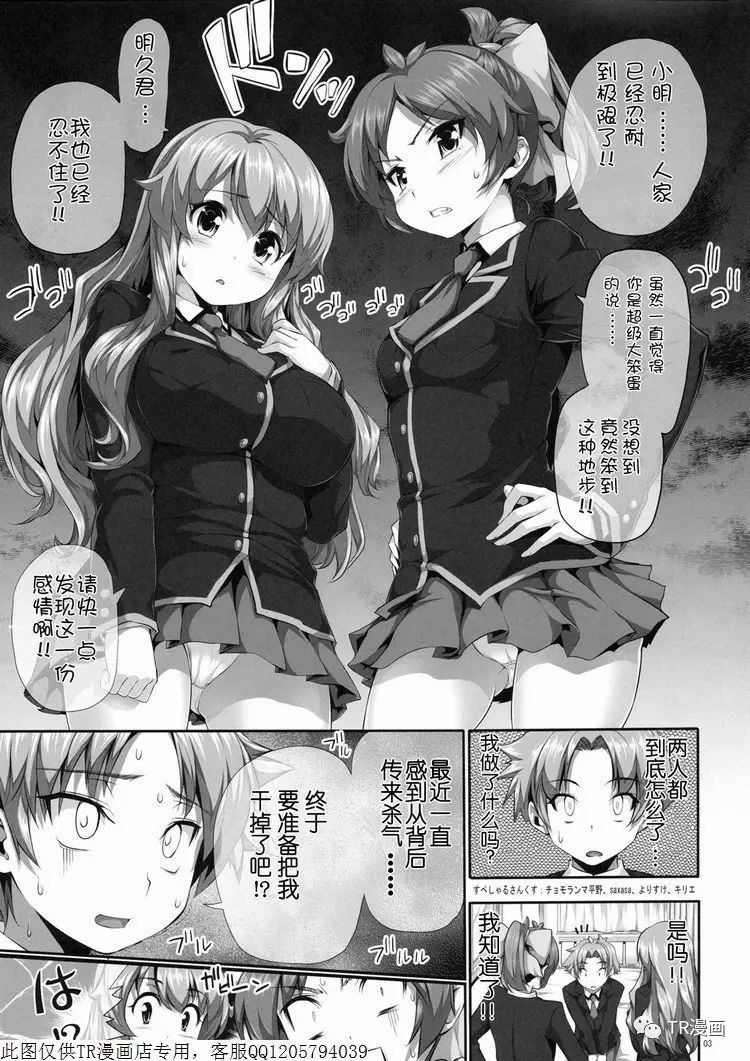 小明……人家
已经忍耐
到极限了!!
虽然一直觉得
你是超级大笨蛋
的说……
没想到
竟然笨到
这种地步!!
ドドン
明久君…
我也已经
忍不住了!!
请快一点
发现这一份
感情啊!!
两人都
到底怎么了…
我做了什么吗?
すぺしゃるさんくす:チョモランマ平野、saxasa、よりすけ、キリエ
最近一直
感到从背后
传来杀气……
终于
要准备把我
干掉了吧!?
ブルル
ブルッ
是吗!!
我知道了!!
ガビーン
は!?
TR漫画
03
此图仅供TR漫画店专用，客服QQ1205794039